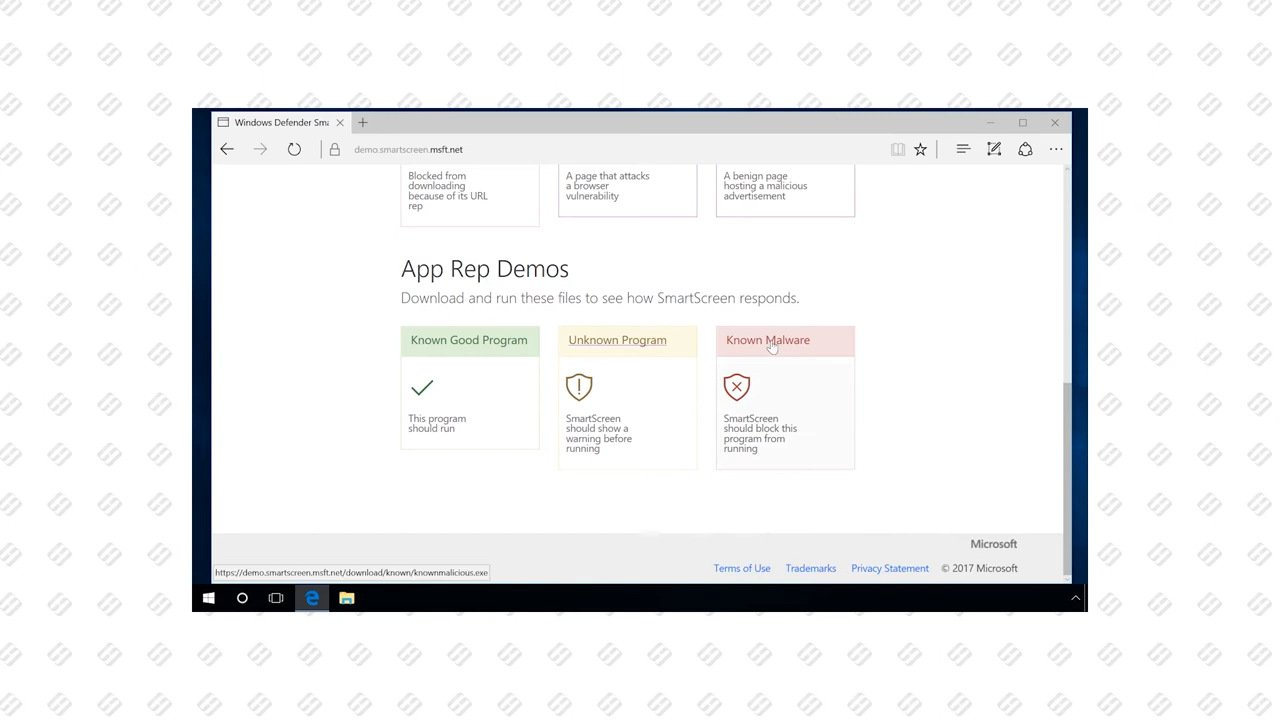 Windows Defender Sma
demo.smartscreen.msft.net
Blocked from
downloading
because of its URL
rep
A page that attacks
a browser
vulnerability
A benign page
hosting a malicious
advertisement
App Rep Demos
Download and run these files to see how SmartScreen responds.
Known Good Program
This program
should run
Unknown Program
SmartScreen
should show a
warning before
running
Known Malware
SmartScreen
should block this
program from
running
Microsoft
https://demo.smartscreen.msft.net/download/known/knownmalicious.exe
Terms of Use Trademarks Privacy Statement © 2017 Microsoft